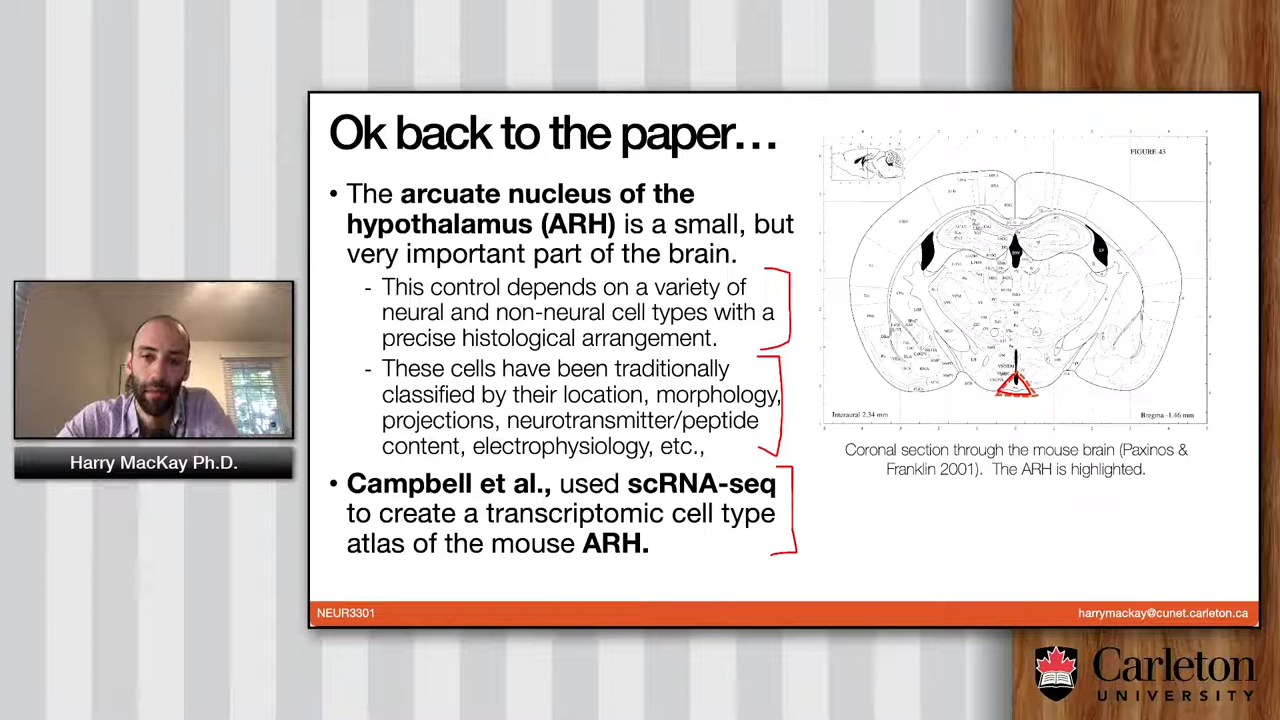 Ok back to the paper…
• The arcuate nucleus of the
hypothalamus (ARH) is a small, but
very important part of the brain.
- This control depends on a variety of
neural and non-neural cell types with a
precise histological arrangement.
- These cells have been traditionally
classified by their location, morphology,
projections, neurotransmitter/peptide
content, electrophysiology, etc.,
• Campbell et al., used scRNA-seq
to create a transcriptomic cell type
atlas of the mouse ARH.
FIGURE 43
Interaural 2.34 mm
Bregma -1.46 mm
Coronal section through the mouse brain (Paxinos &
Franklin 2001). The ARH is highlighted.
Harry MacKay Ph.D.
NEUR3301
harrymackay@cunet.carleton.ca
Carleton
UNIVERSITY